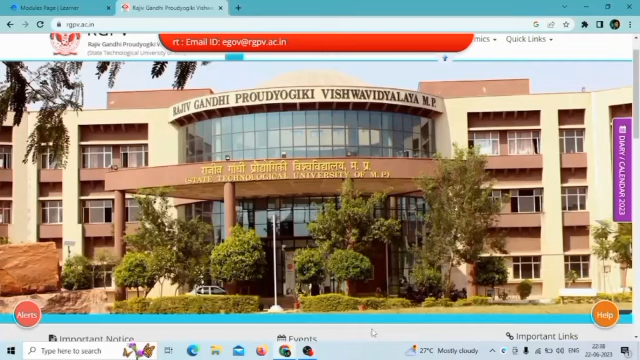 Modules Page | Learner
Rajiv Gandhi Proudyogiki Vishwa
rgpv.ac.in
Rajiv Gandhi Proudyogiki Vishwavidy
(State Technological University
rt : Email ID: egov@rgpv.ac.in
mics
Quick Links
RAJIV GANDHI PROUDYOGIKI VISHWAVIDYALAYA M.P.
राजीव गाँधी प्रौद्योगिकी विश्वविद्यालय, म. प्र.
(STATE TECHNOLOGICAL UNIVERSITY OF M.P)
DIARY / CALENDAR 2023
Alerts
Help
Important Notice
Events
Important Links
Type here to search
27°C Mostly cloudy
ENG
22:38
22-06-2023